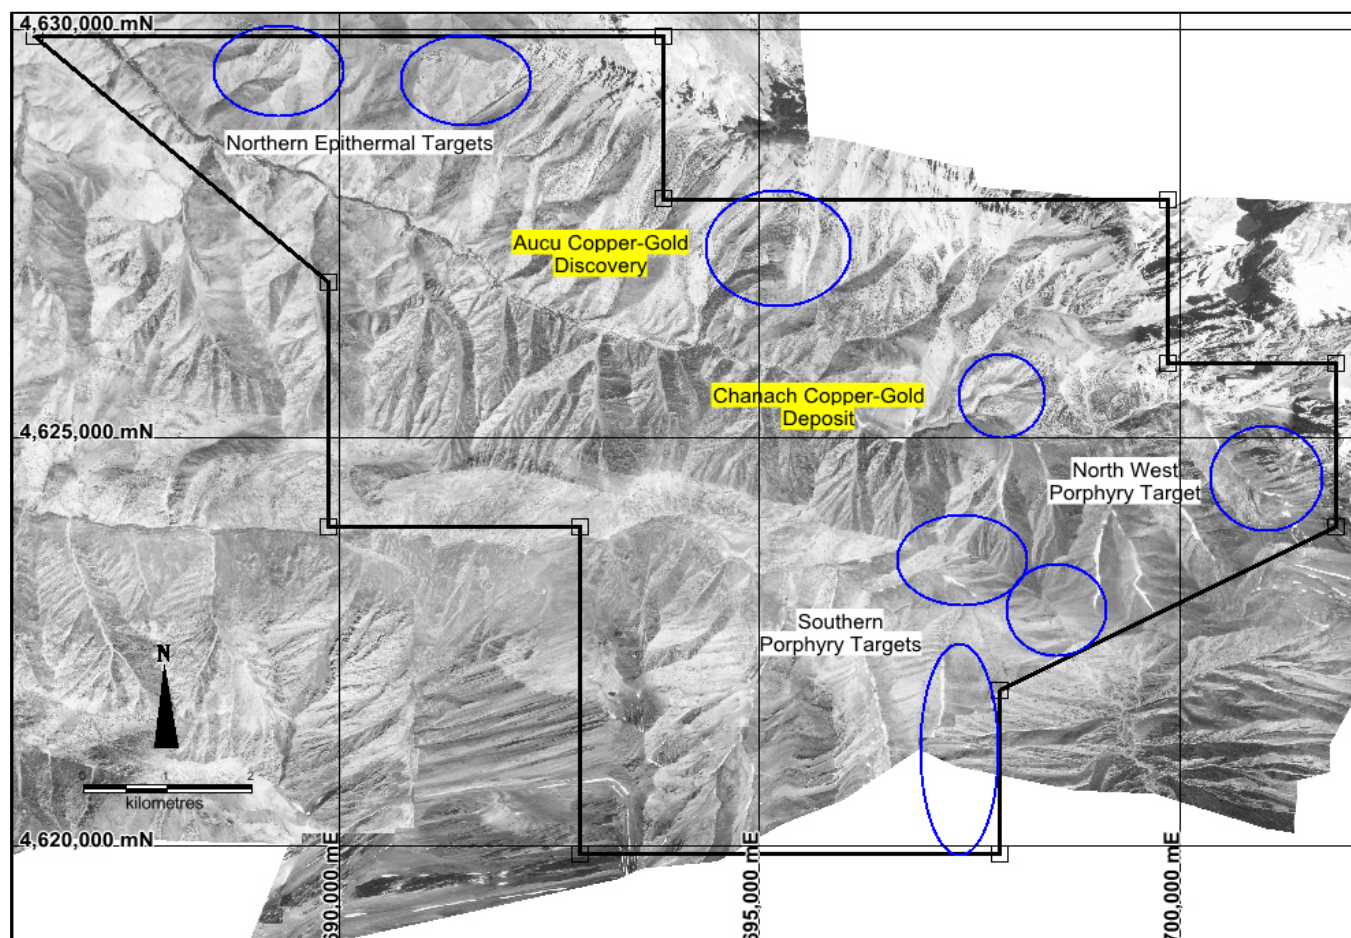 4,630,000 mN
Northern Epithermal Targets
Aucu Copper-Gold
Discovery
Chanach Copper-Gold
Deposit
4,625,000 mN
North West
Porphyry Target
Southern
Porphyry Targets
N
0 1 2
kilometres
4,620,000 mN
690,000 mE
695,000 mE
700,000 mE